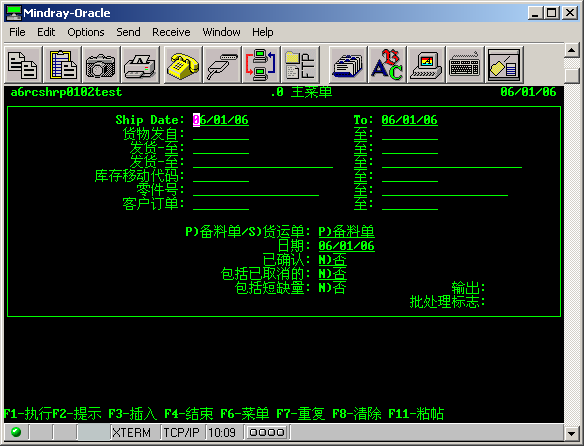 Mindray-Oracle
File Edit Options Send Receive Window Help
ABC
a6rcshrp0102test .0 主菜单 06/01/06
Ship Date: 06/01/06 To: 06/01/06
货物发自: 至:
发货-至: 至:
发货-至: 至:
库存移动代码: 至:
零件号: 至:
客户订单: 至:
P)备料单/S)货运单: P)备料单
日期: 06/01/06
已确认: N)否
包括已取消的: N)否
包括短缺量: N)否 输出:
批处理标志:
F1-执行F2-提示 F3-插入 F4-结束 F6-菜单 F7-重复 F8-清除 F11-粘帖
XTERM TCP/IP 10:09